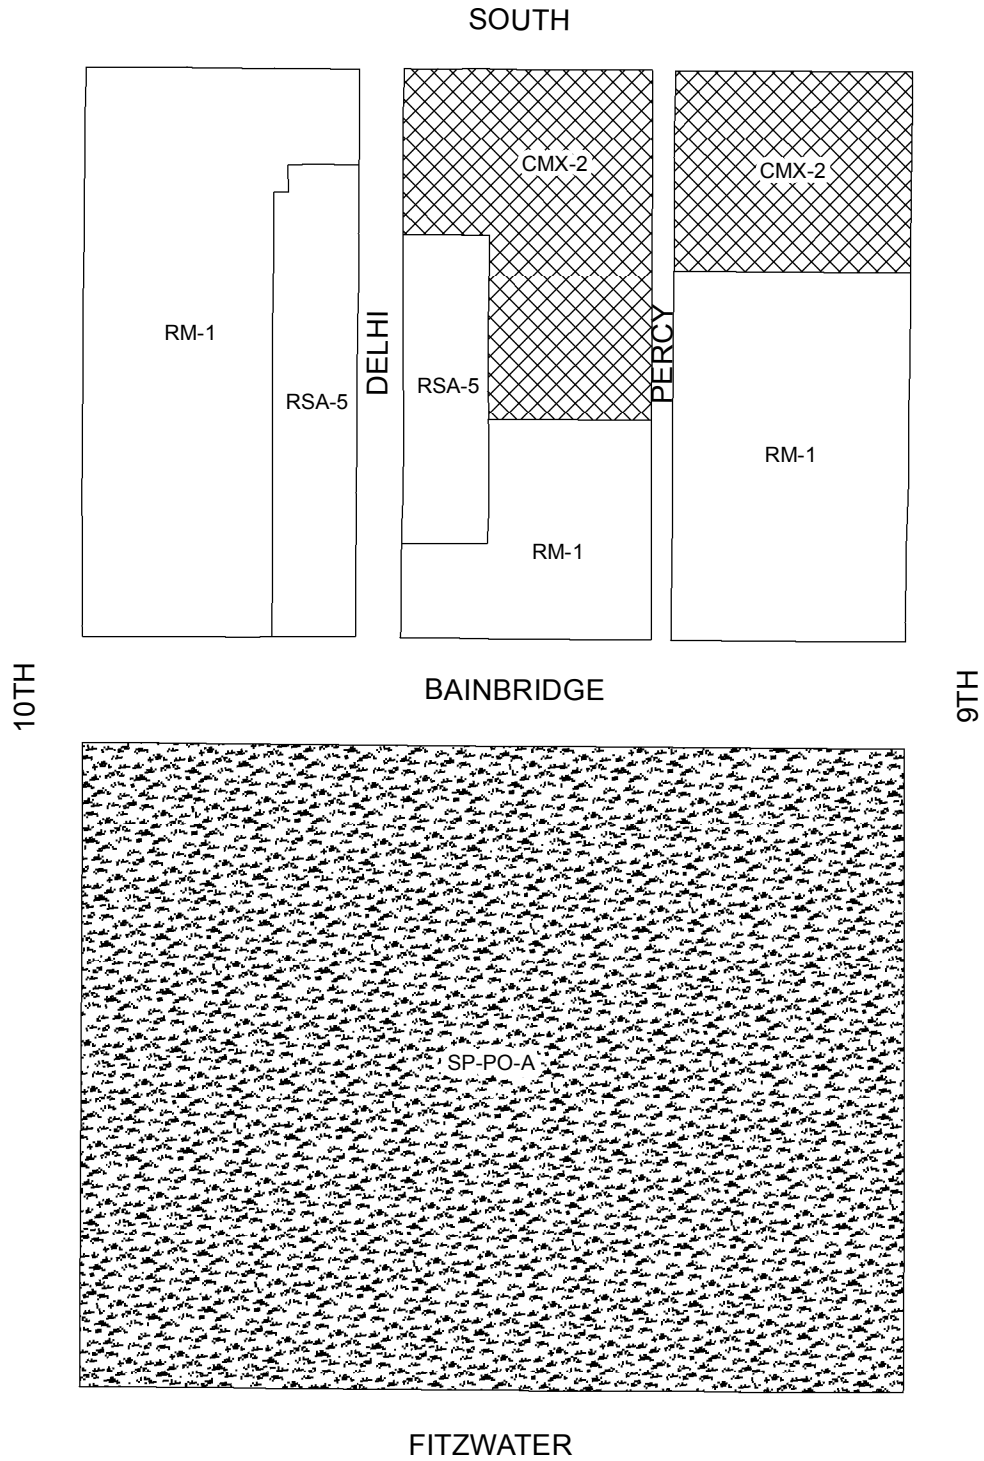 SOUTH
CMX-2
CMX-2
RM-1
DELHI
PERCY
RSA-5
RSA-5
RM-1
RM-1
10TH
BAINBRIDGE
9TH
SP-PO-A
FITZWATER